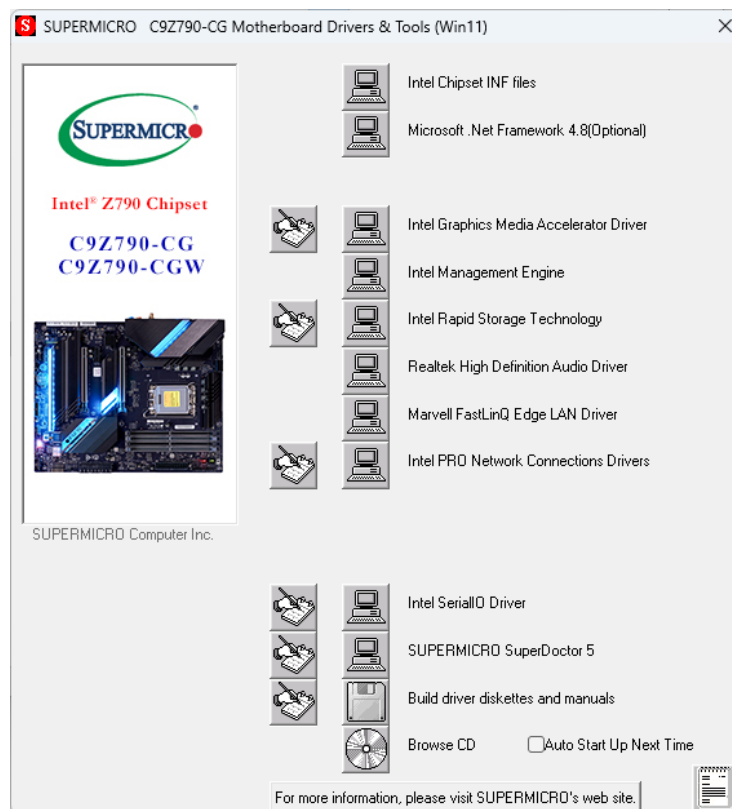 S SUPERMICRO C9Z790-CG Motherboard Drivers & Tools (Win11)
SUPERMICRO
Intel® Z790 Chipset
C9Z790-CG
C9Z790-CGW
SUPERMICRO Computer Inc.
Intel Chipset INF files
Microsoft .Net Framework 4.8(Optional)
Intel Graphics Media Accelerator Driver
Intel Management Engine
Intel Rapid Storage Technology
Realtek High Definition Audio Driver
Marvell FastLinQ Edge LAN Driver
Intel PRO Network Connections Drivers
Intel SerialIO Driver
SUPERMICRO SuperDoctor 5
Build driver diskettes and manuals
Browse CD Auto Start Up Next Time
For more information, please visit SUPERMICRO's web site.